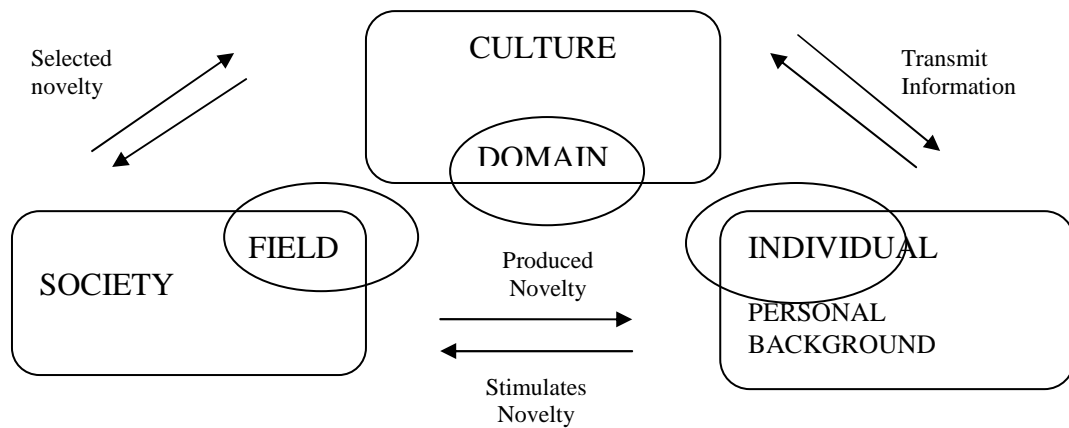 CULTURE
Selected
novelty
Transmit
Information
DOMAIN
FIELD
SOCIETY
INDIVIDUAL
PERSONAL
BACKGROUND
Produced
Novelty
Stimulates
Novelty